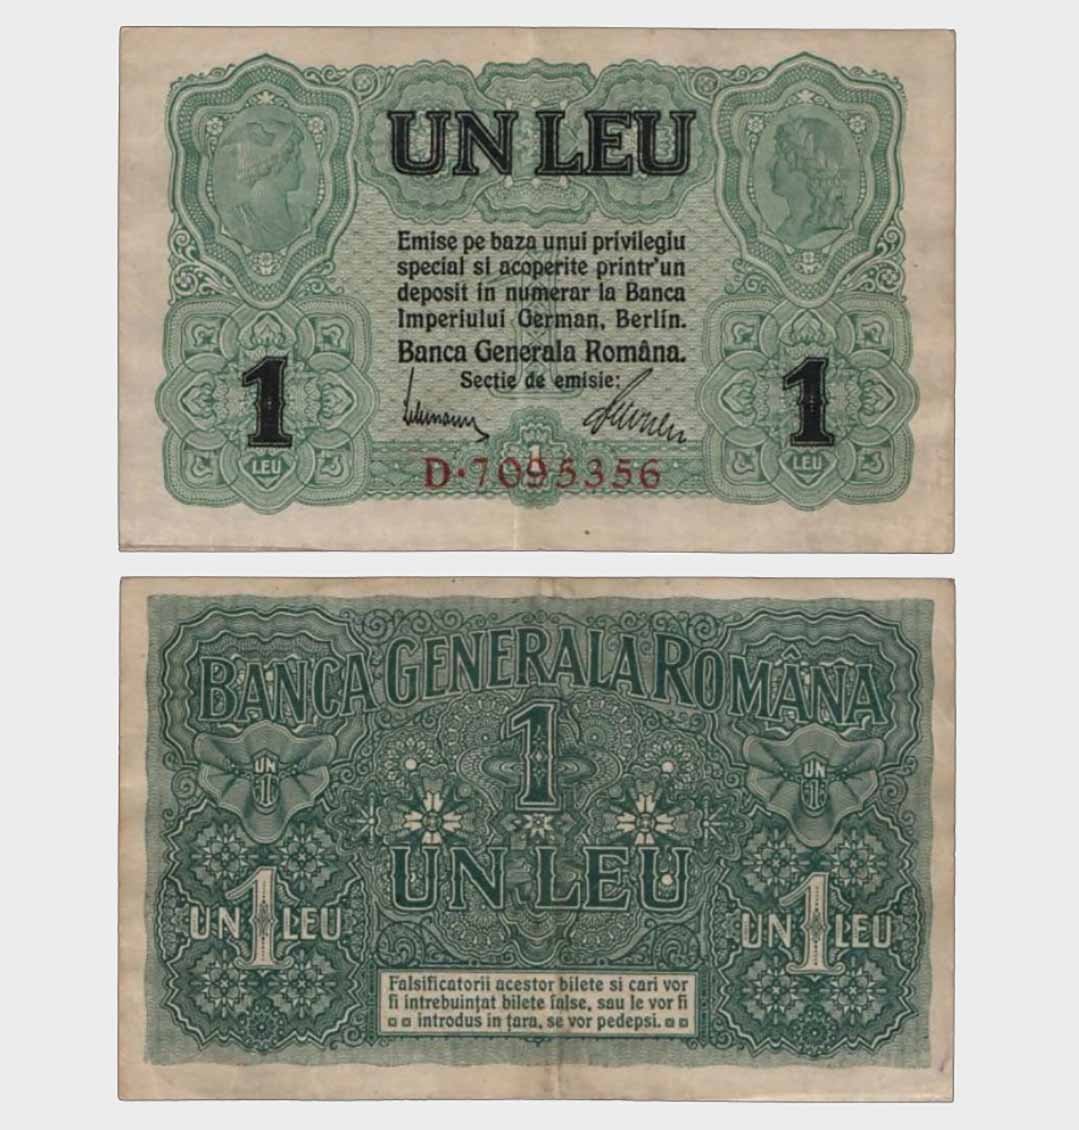 UN LEU
Emise pe baza unui privilegiu
special si acoperite printr'un
deposit in numerar la Banca
Imperiului German, Berlin.
Banca Generala Româna.
Sectie de emisie:
1
1
LEU
LEU
D·7095356
BANCA GENERALA ROMÂNA
1
UN
1
UN
1
UN LEU
UN 1 LEU
UN 1 LEU
Falsificatorii acestor bilete si cari vor
fi intrebuințat bilete false, sau le vor fi
introdus in țara, se vor pedepsi.